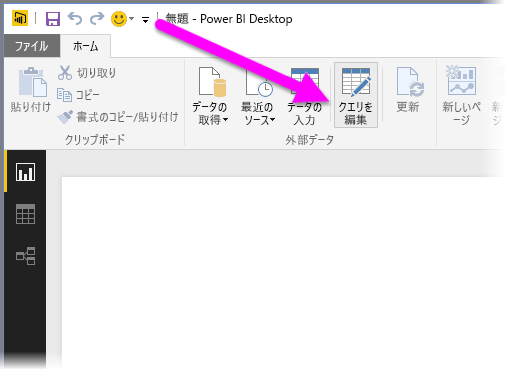 無題 - Power BI Desktop
ファイル
ホーム
貼り付け
切り取り
コピー
書式のコピー/貼り付け
クリップボード
データの
取得
最近の
ソース
データの
入力
クエリを
編集
外部データ
更新
新しいペ
ージ